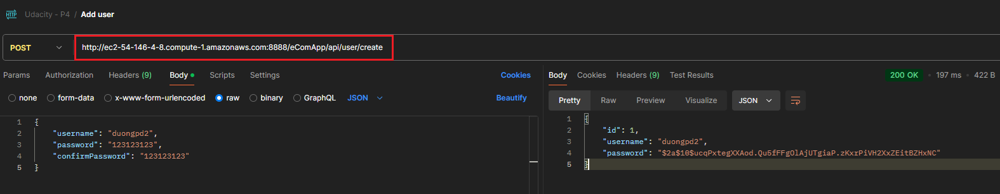 HTTP Udacity - P4 / Add user
POST http://ec2-54-146-4-8.compute-1.amazonaws.com:8888/eComApp/api/user/create
Params Authorization Headers (9) Body Scripts Settings Cookies
none form-data x-www-form-urlencoded raw binary GraphQL JSON Beautify
1 {
2 "username": "duongpd2",
3 "password": "123123123",
4 "confirmPassword": "123123123"
5 }
Body Cookies Headers (9) Test Results 200 OK • 197 ms • 422 B
Pretty Raw Preview Visualize JSON
1 {
2 "id": 1,
3 "username": "duongpd2",
4 "password": "$2a$10$ucqPxtegXXAod.Qu5fFFgOlAjUTgiaP.zKxrPiVH2XxZEitBZHxNC"
5 }